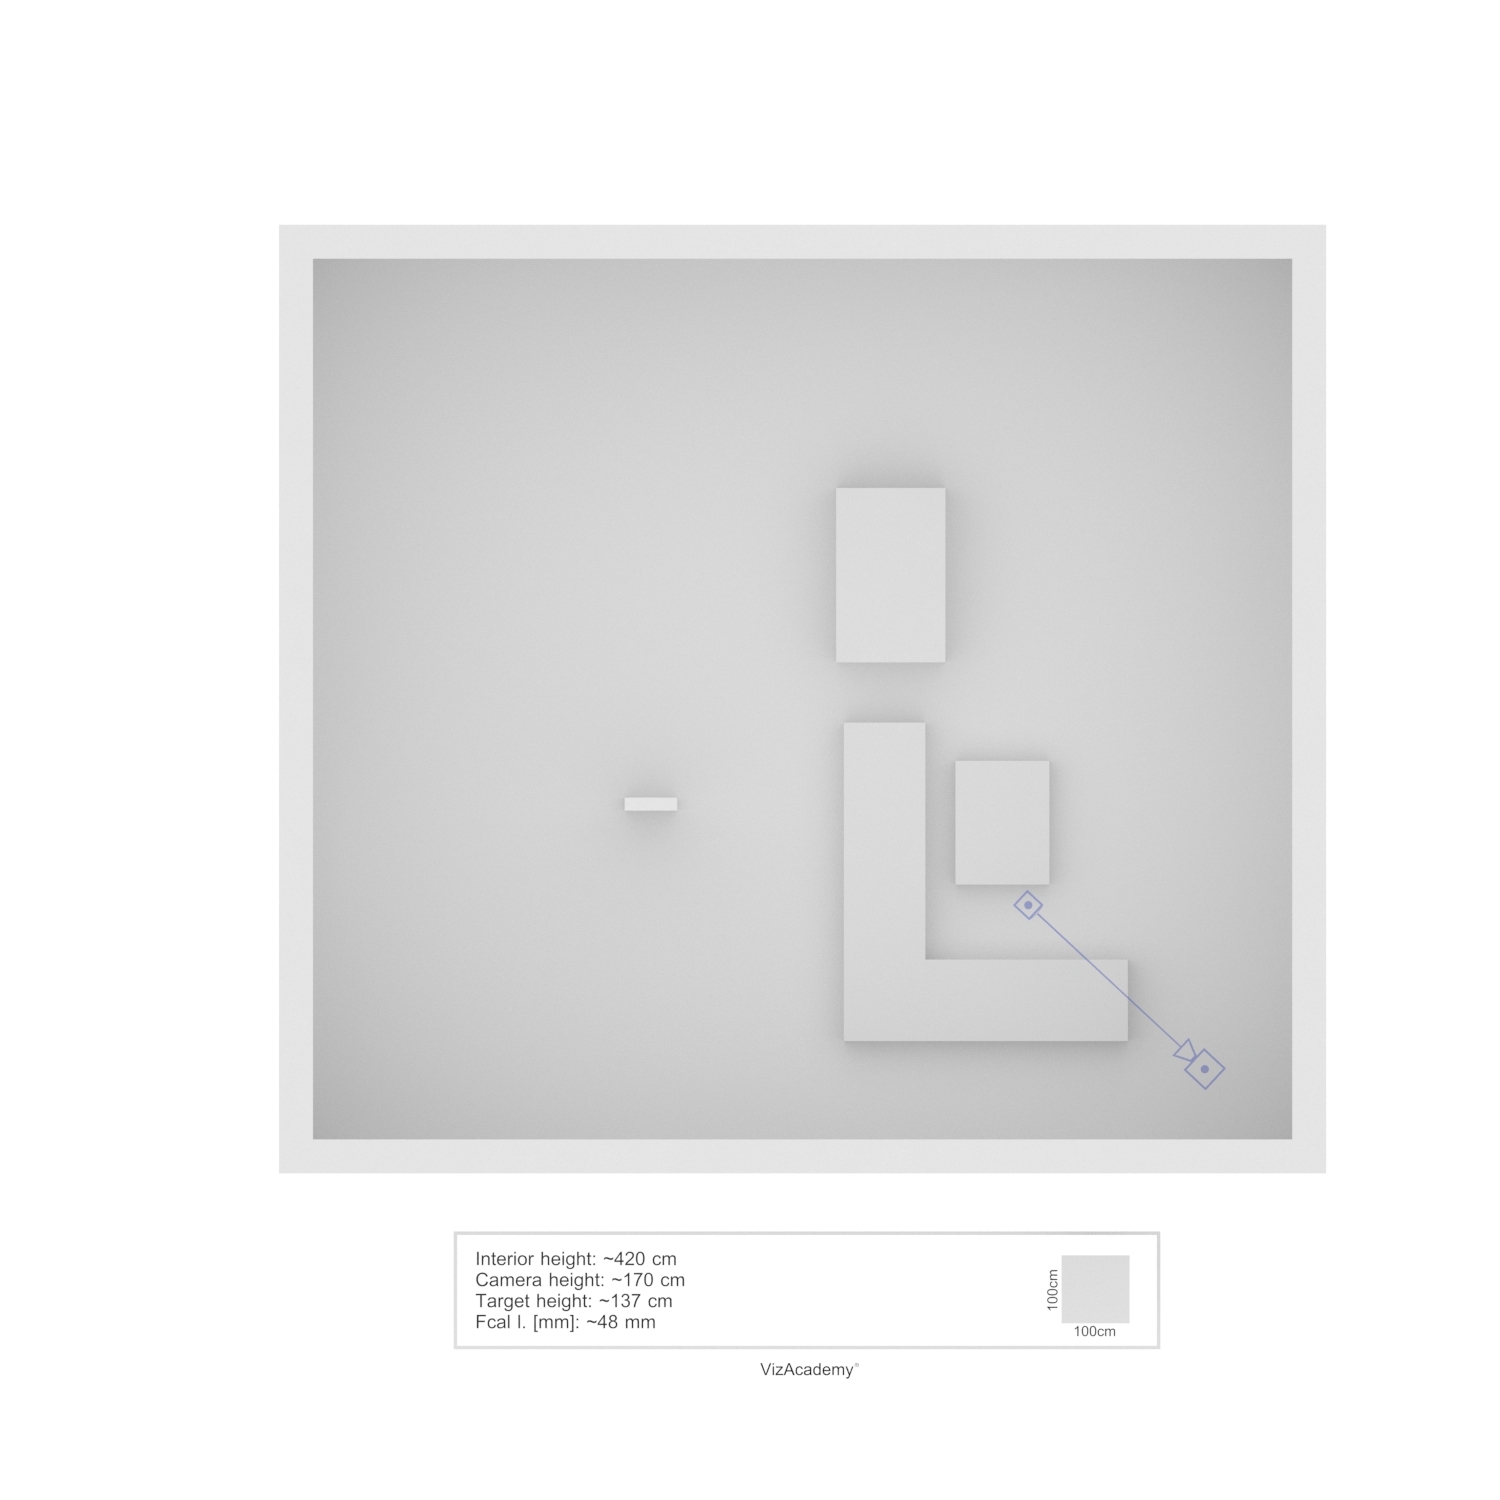 Interior height: ~420 cm
Camera height: ~170 cm
Target height: ~137 cm
Fcal l. [mm]: ~48 mm
100cm
100cm
VizAcademy®